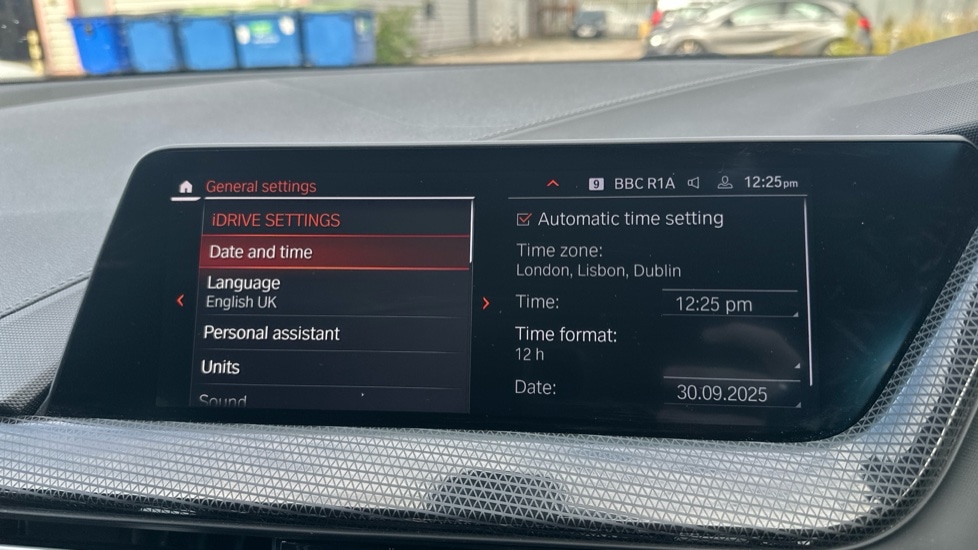 General settings
9 BBC R1A 12:25pm
iDRIVE SETTINGS
Date and time
Language
English UK
Personal assistant
Units
Sound
Automatic time setting
Time zone:
London, Lisbon, Dublin
Time: 12:25 pm
Time format:
12 h
Date: 30.09.2025